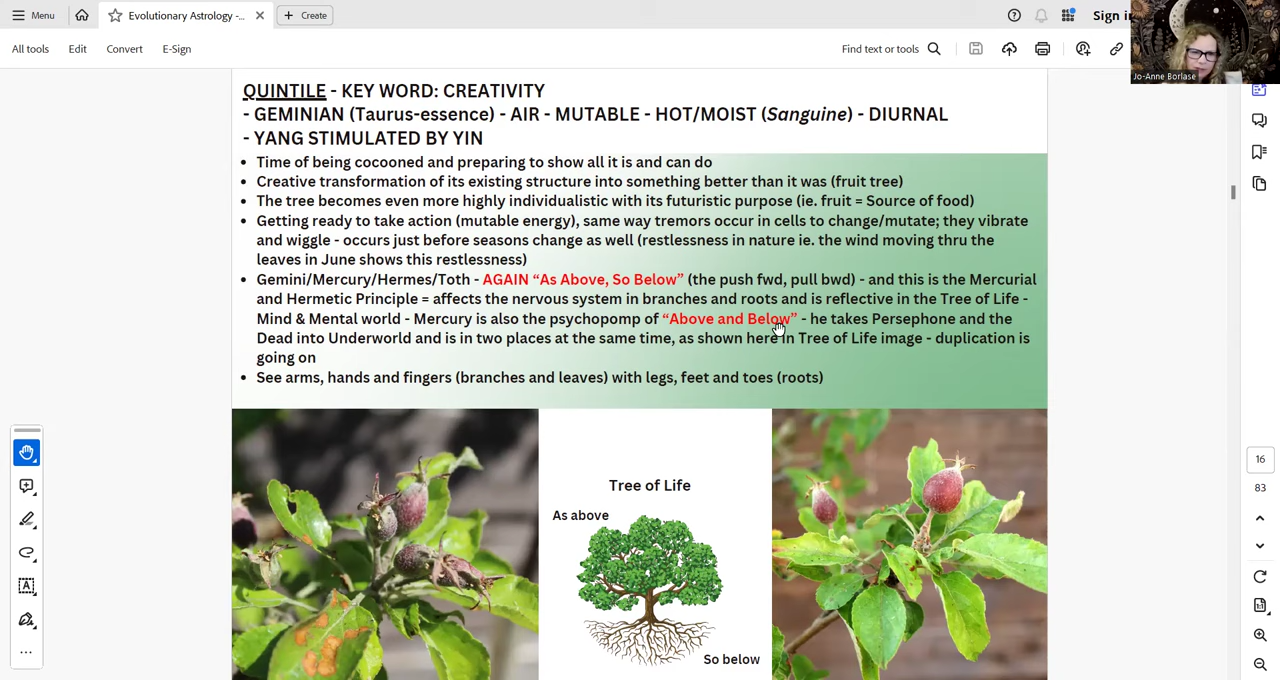 Menu
Evolutionary Astrology -...
Create
Sign in
All tools
Edit
Convert
E-Sign
Find text or tools
Jo-Anne Borlase
QUINTILE - KEY WORD: CREATIVITY
- GEMINIAN (Taurus-essence) - AIR - MUTABLE - HOT/MOIST (Sanguine) - DIURNAL
- YANG STIMULATED BY YIN
• Time of being cocooned and preparing to show all it is and can do
• Creative transformation of its existing structure into something better than it was (fruit tree)
• The tree becomes even more highly individualistic with its futuristic purpose (ie. fruit = Source of food)
• Getting ready to take action (mutable energy), same way tremors occur in cells to change/mutate; they vibrate
and wiggle - occurs just before seasons change as well (restlessness in nature ie. the wind moving thru the
leaves in June shows this restlessness)
• Gemini/Mercury/Hermes/Toth - AGAIN “As Above, So Below” (the push fwd, pull bwd) - and this is the Mercurial
and Hermetic Principle = affects the nervous system in branches and roots and is reflective in the Tree of Life -
Mind & Mental world - Mercury is also the psychopomp of “Above and Below” - he takes Persephone and the
Dead into Underworld and is in two places at the same time, as shown here in Tree of Life image - duplication is
going on
• See arms, hands and fingers (branches and leaves) with legs, feet and toes (roots)
Tree of Life
As above
So below
16
83